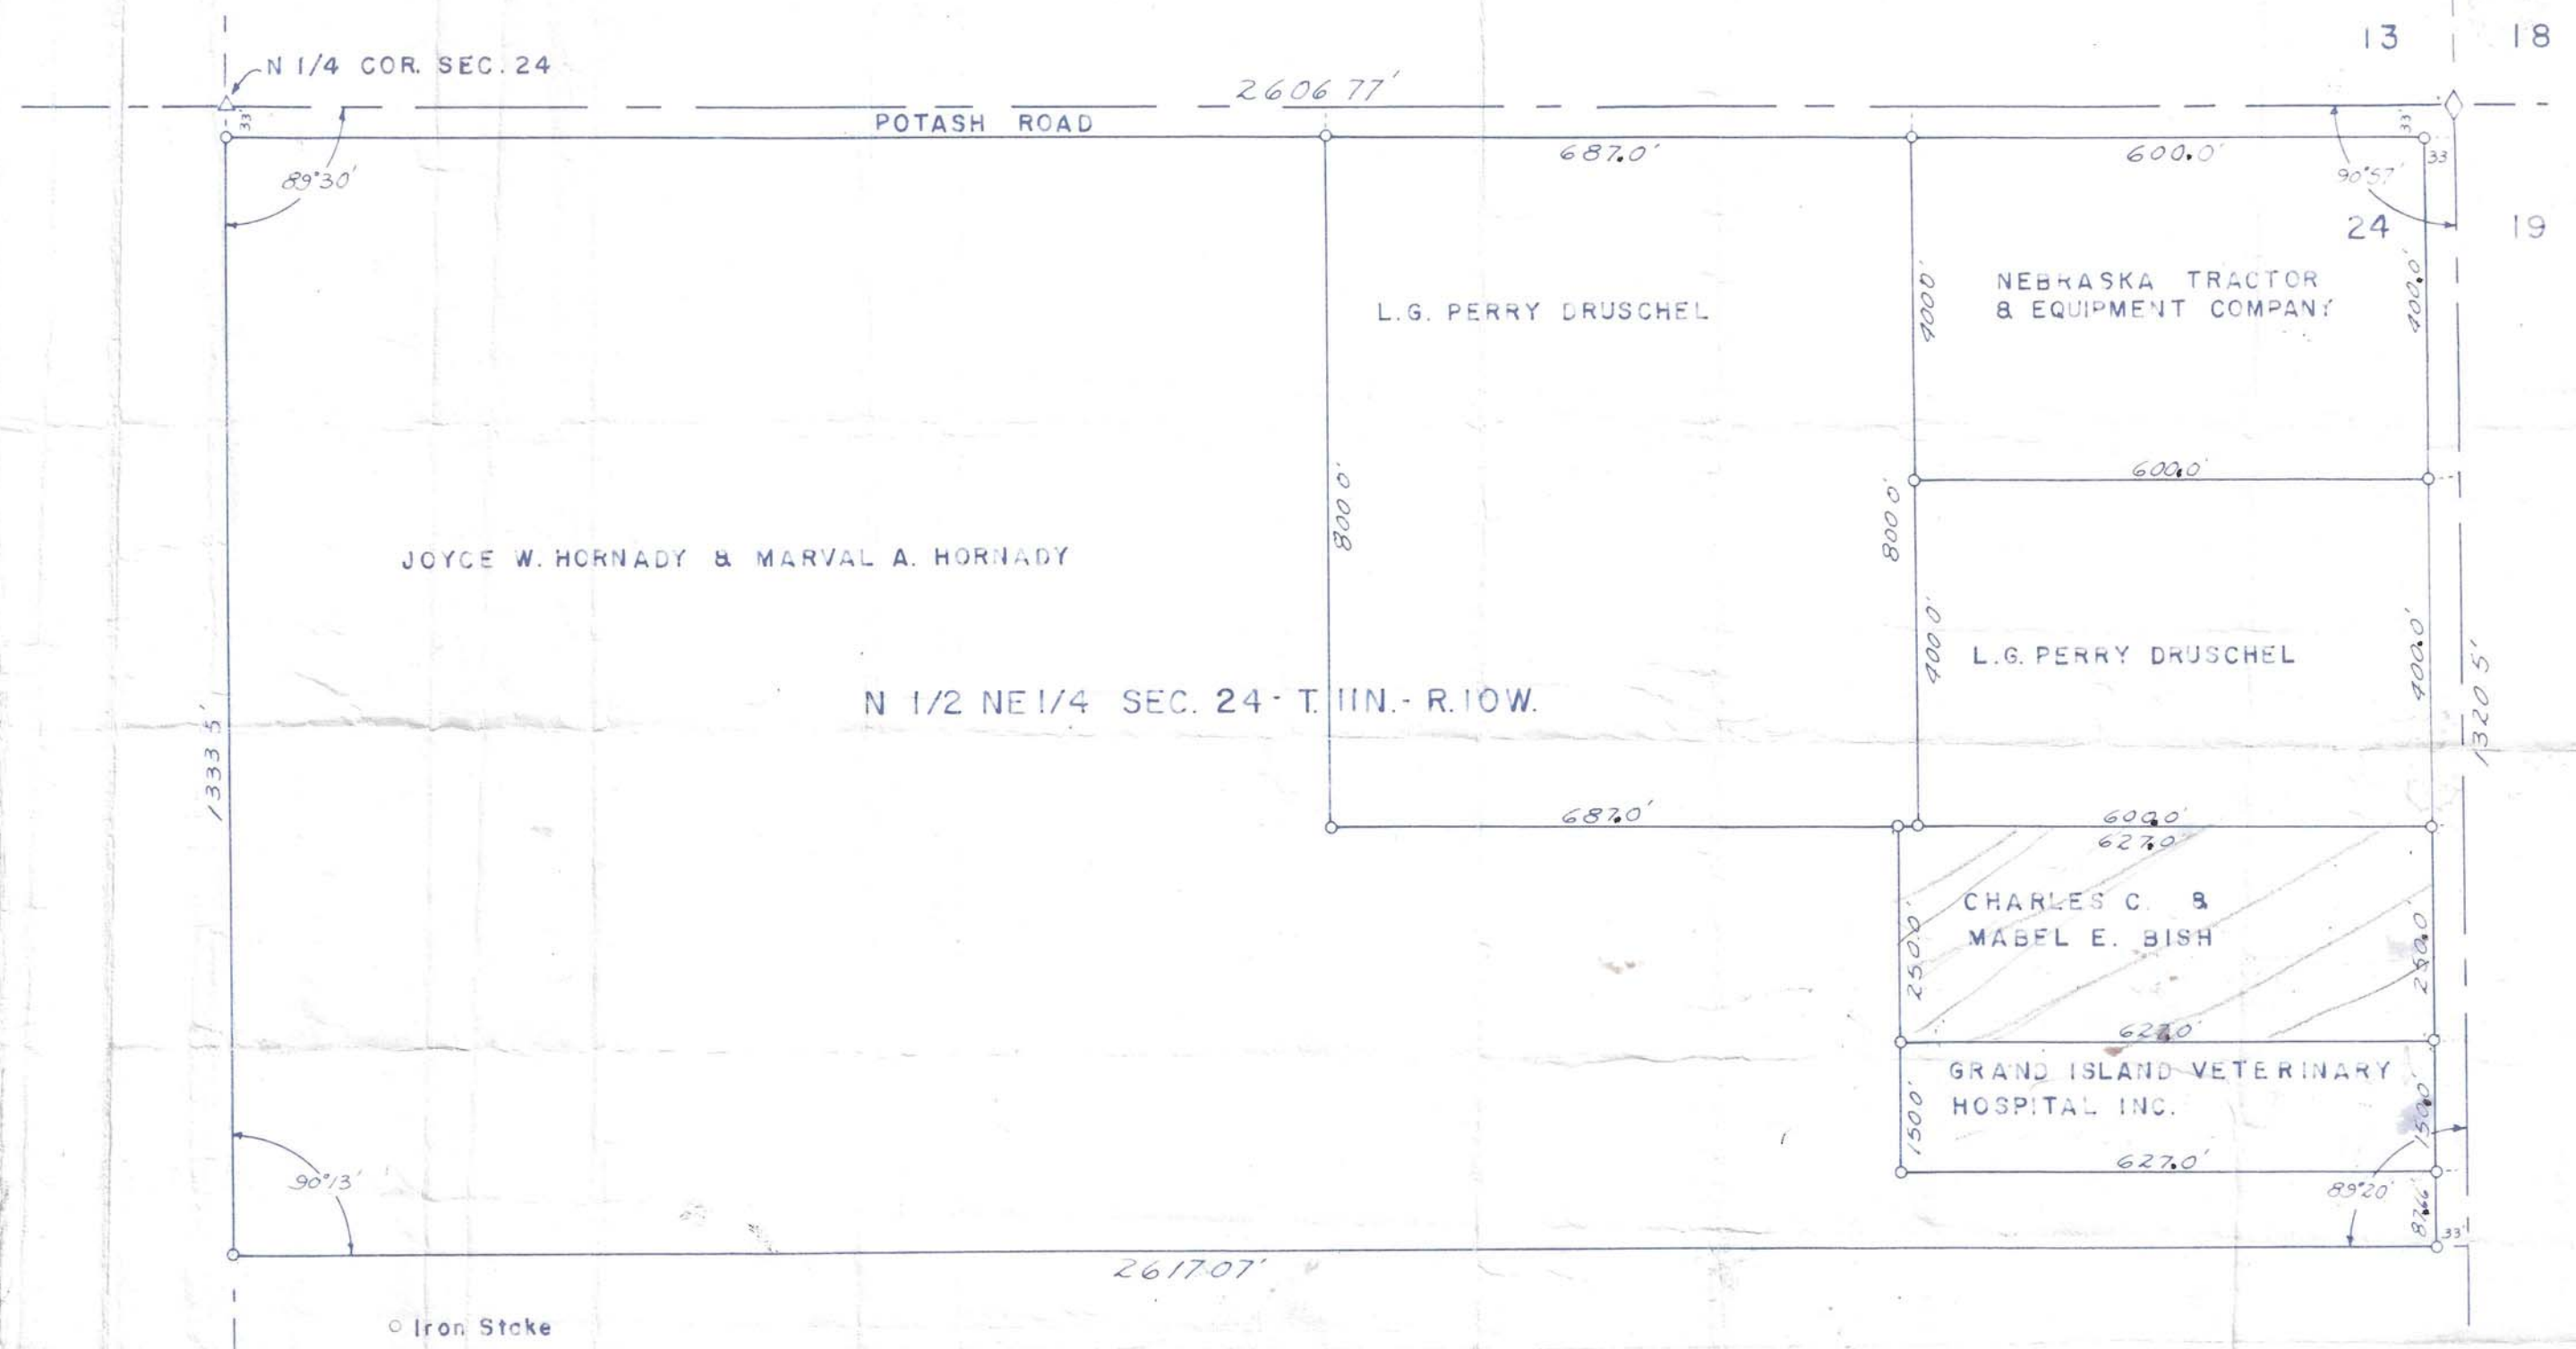 13 18
N 1/4 COR. SEC. 24
2606.77'
33'
POTASH ROAD
33'
687.0'
600.0'
33
89°30'
90°57'
24 19
NEBRASKA TRACTOR
& EQUIPMENT COMPANY
L.G. PERRY DRUSCHEL
400.0'
400.0'
600.0'
800.0'
800.0'
JOYCE W. HORNADY & MARVAL A. HORNADY
400.0'
L.G. PERRY DRUSCHEL
400.0'
1320.5'
N 1/2 NE 1/4 SEC. 24 - T. 11N. - R. 10W.
1333.5'
687.0'
600.0'
627.0'
CHARLES C. &
MABEL E. BISH
250.0'
250.0'
627.0'
GRAND ISLAND VETERINARY
HOSPITAL INC.
150.0'
150.0'
627.0'
90°13'
89°20'
87.66'
33'
2617.07'
Iron Stake